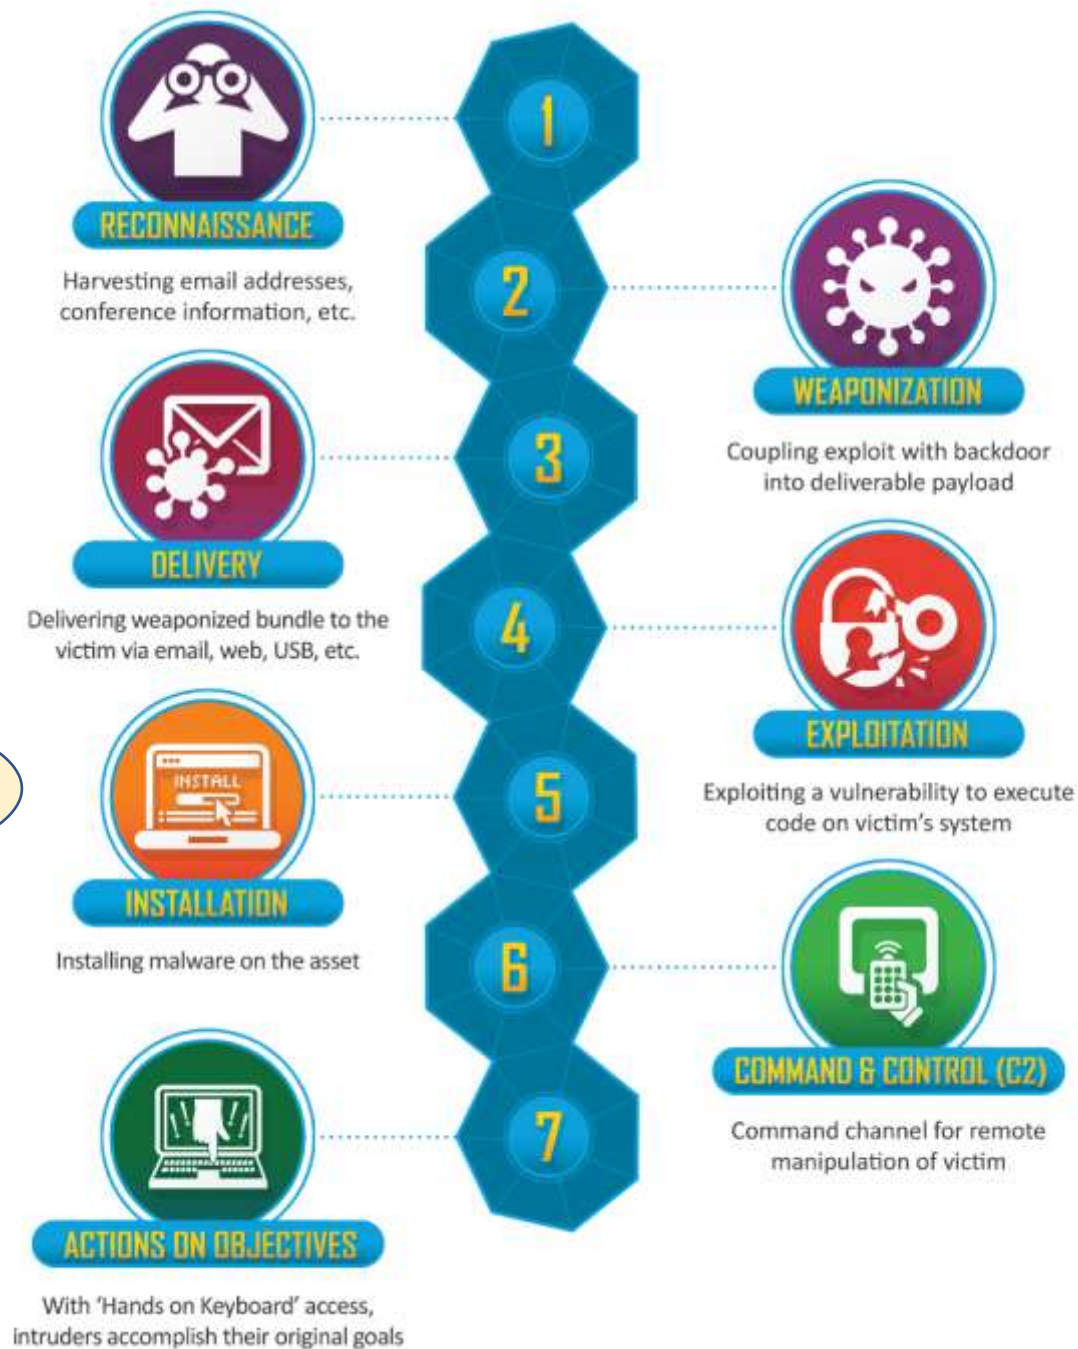 1
RECONNAISSANCE
Harvesting email addresses,
conference information, etc.
2
WEAPONIZATION
Coupling exploit with backdoor
into deliverable payload
3
DELIVERY
Delivering weaponized bundle to the
victim via email, web, USB, etc.
4
EXPLOITATION
Exploiting a vulnerability to execute
code on victim's system
5
INSTALL
INSTALLATION
Installing malware on the asset
6
COMMAND & CONTROL (C2)
Command channel for remote
manipulation of victim
7
ACTIONS ON OBJECTIVES
With 'Hands on Keyboard' access,
intruders accomplish their original goals